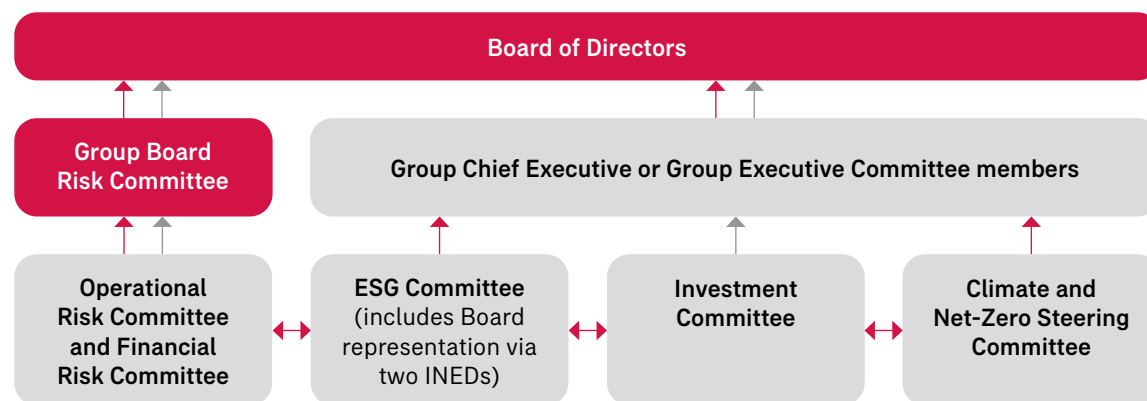 Board of Directors
Group Board
Risk Committee
Group Chief Executive or Group Executive Committee members
Operational
Risk Committee
and Financial
Risk Committee
ESG Committee
(includes Board
representation via
two INEDs)
Investment
Committee
Climate and
Net-Zero Steering
Committee